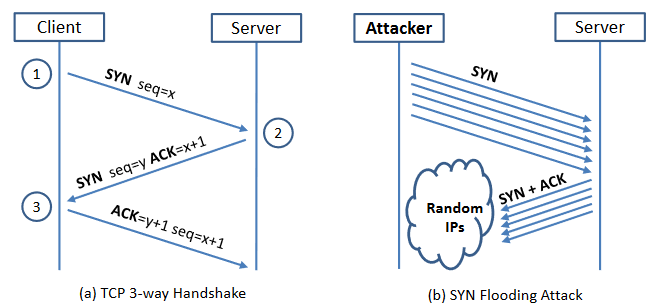 Client
Server
1
SYN seq=x
2
SYN seq=y ACK=x+1
3
ACK=y+1 seq=x+1
(a) TCP 3-way Handshake
Attacker
Server
SYN
SYN + ACK
Random
IPs
(b) SYN Flooding Attack